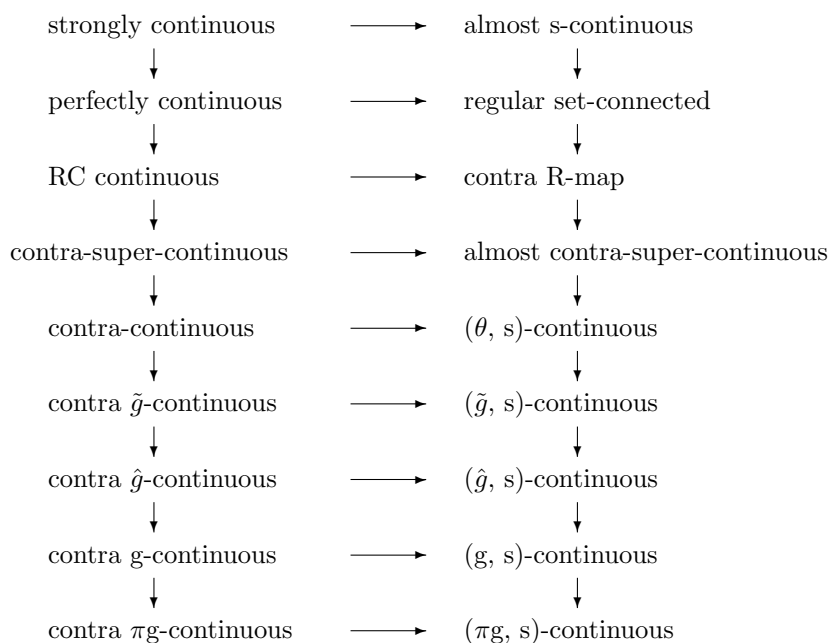 strongly continuous almost s-continuous
perfectly continuous regular set-connected
RC continuous contra R-map
contra-super-continuous almost contra-super-continuous
contra-continuous (θ, s)-continuous
contra g̃-continuous (g̃, s)-continuous
contra ĝ-continuous (ĝ, s)-continuous
contra g-continuous (g, s)-continuous
contra πg-continuous (πg, s)-continuous